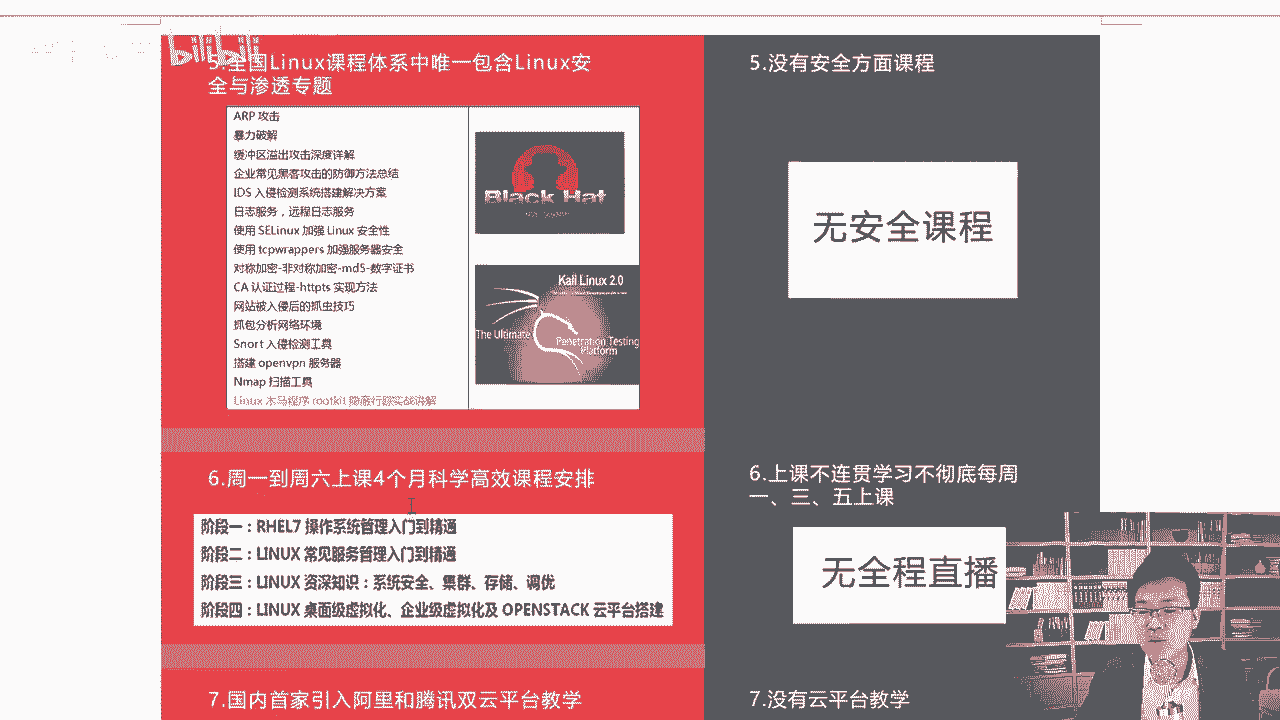 bilibili
5.全国Linux课程体系中唯一包含Linux安
全与渗透专题
ARP 攻击
暴力破解
缓冲区溢出攻击深度详解
企业常见黑客攻击的防御方法总结
IDS 入侵检测系统搭建解决方案
日志服务，远程日志服务
使用 SELinux 加强 Linux 安全性
使用 tcpwrappers 加强服务器安全
对称加密-非对称加密-md5-数字证书
CA 认证过程-httpts 实现方法
网站被入侵后的抓虫技巧
抓包分析网络环境
Snort 入侵检测工具
搭建 openvpn 服务器
Nmap 扫描工具
Linux 木马程序 rootkit 隐藏行踪实战讲解
Black Hat
Kali Linux 2.0
The Ultimate
Penetration Testing
Platform
5.没有安全方面课程
无安全课程
6.周一到周六上课4个月科学高效课程安排
阶段一：RHEL7 操作系统管理入门到精通
阶段二：LINUX 常见服务管理入门到精通
阶段三：LINUX 资深知识：系统安全、集群、存储、调优
阶段四：LINUX 桌面级虚拟化、企业级虚拟化及 OPENSTACK 云平台搭建
6.上课不连贯学习不彻底每周
一、三、五上课
无全程直播
7.国内首家引入阿里和腾讯双云平台教学
7.没有云平台教学